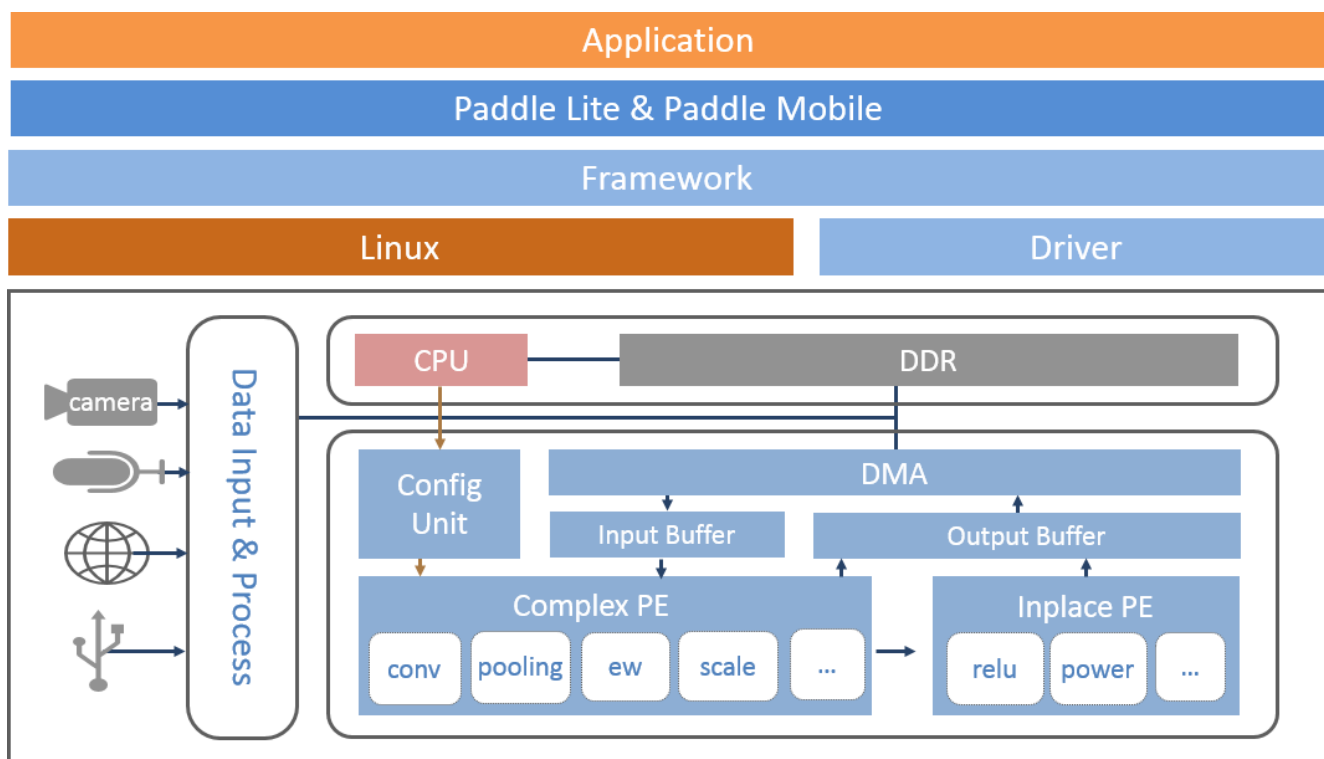 Application
Paddle Lite & Paddle Mobile
Framework
Linux
Driver
camera
Data Input & Process
CPU
DDR
Config
Unit
DMA
Input Buffer
Output Buffer
Complex PE
conv
pooling
ew
scale
...
Inplace PE
relu
power
...